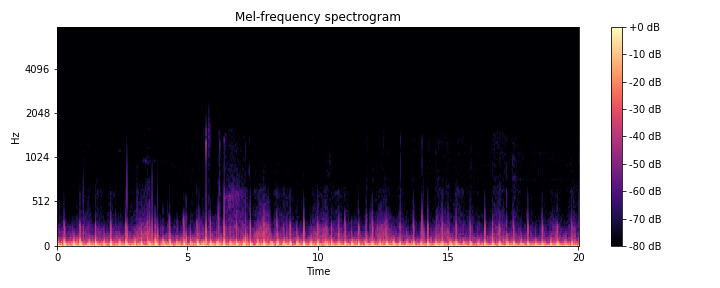 Mel-frequency spectrogram
Hz
4096
2048
1024
512
0
0 5 10 15 20
Time
+0 dB
-10 dB
-20 dB
-30 dB
-40 dB
-50 dB
-60 dB
-70 dB
-80 dB